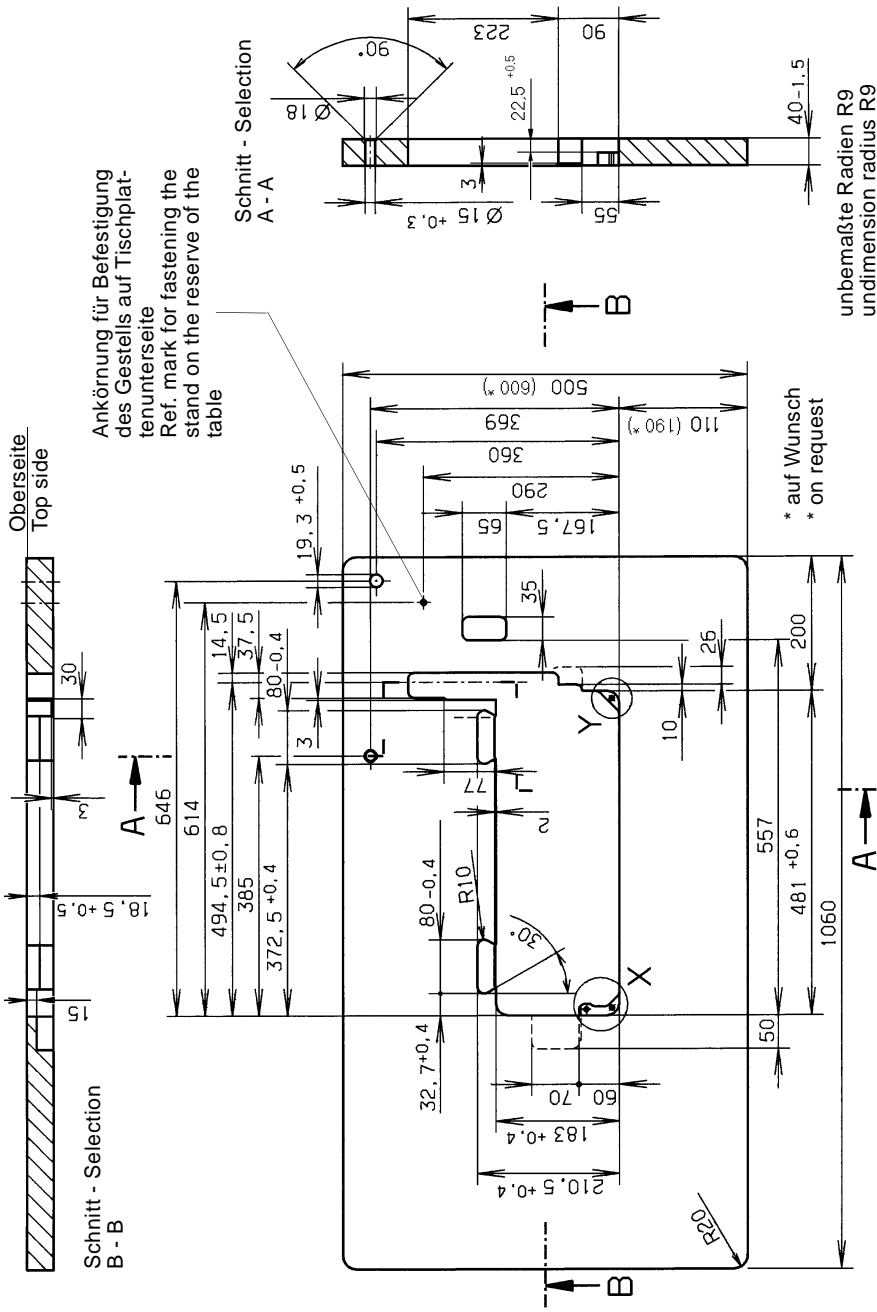 Oberseite
Top side
30
3
18,5+0,5
15
Schnitt - Selection
B - B
Ankörnung für Befestigung
des Gestells auf Tischplat-
tenunterseite
Ref. mark for fastening the
stand on the reserve of the
table
Schnitt - Selection
A - A
90°
Ø 18
223
90
22.5 +0.5
3
Ø 15 +0.3
55
40-1,5
unbemaßte Radien R9
undimension radius R9
A
646
614
494,5±0,8
385
372,5 +0,4
14,5
37,5
80-0,4
19,3 +0,5
3
77
2
80-0,4
R10
30°
32,7+0,4
35
65
167,5
290
360
369
500 (600*)
110 (190*)
B
* auf Wunsch
* on request
26
200
10
Y
X
557
481 +0,6
1060
A
50
70
60
183 +0.4
210,5 +0.4
R20
B